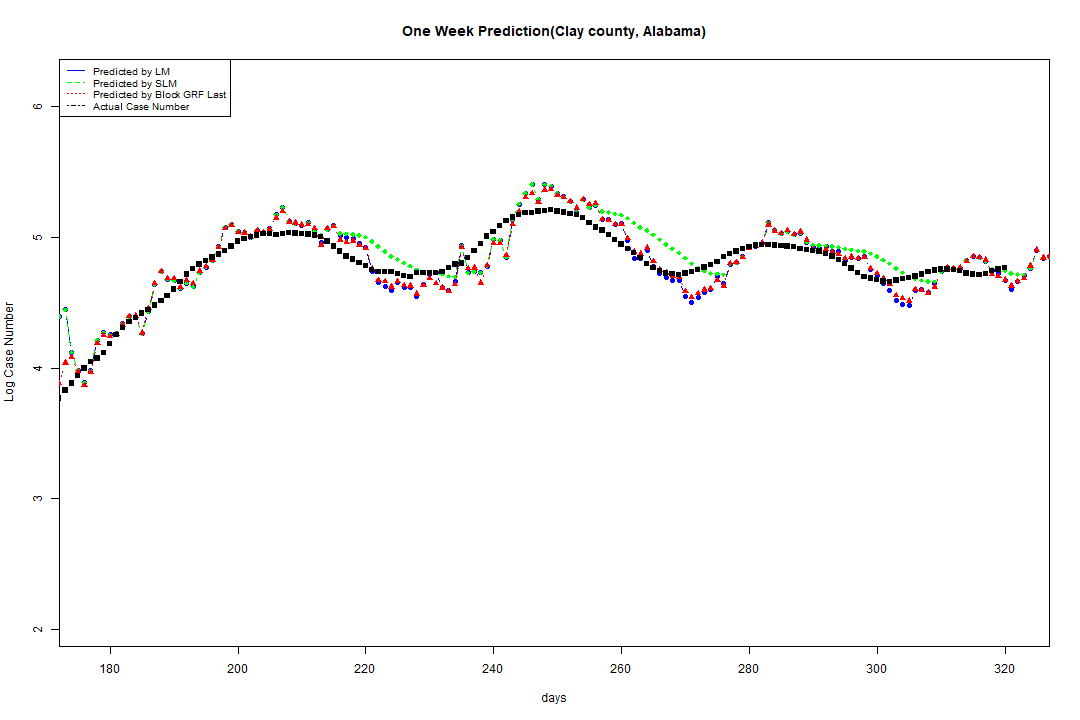 One Week Prediction(Clay county, Alabama)
Predicted by LM
Predicted by SLM
Predicted by Block GRF Last
Actual Case Number
6
5
4
3
2
Log Case Number
180 200 220 240 260 280 300 320
days